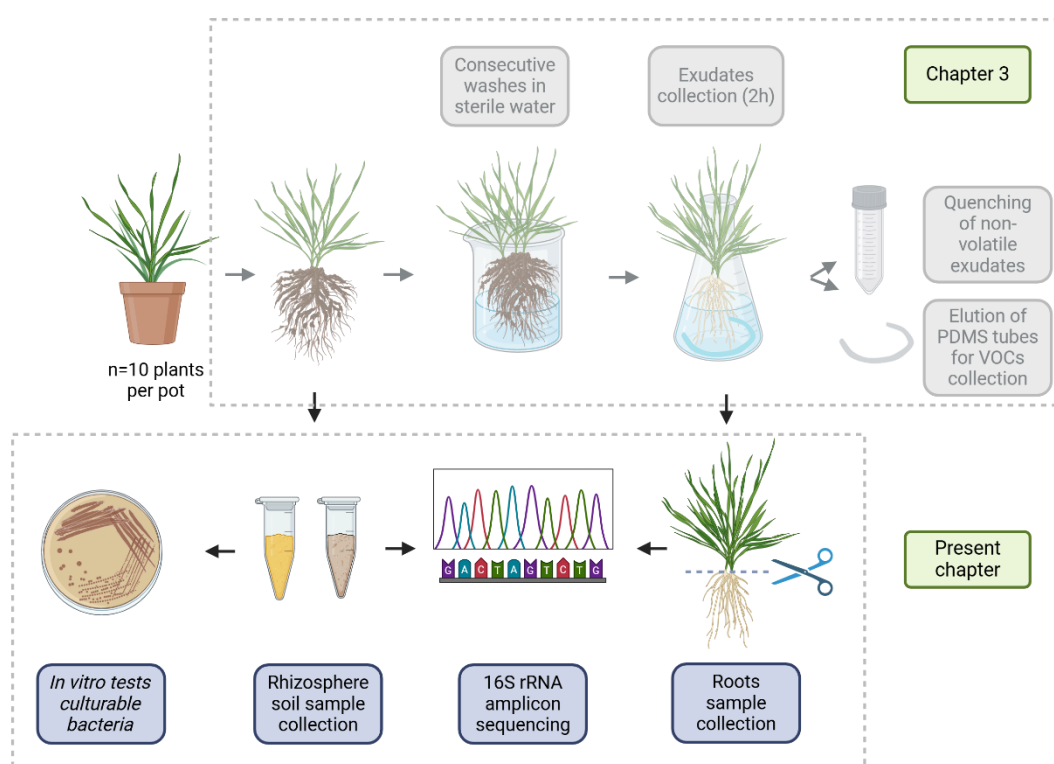 Consecutive
washes in
sterile water
Exudates
collection (2h)
Chapter 3
Quenching
of non-
volatile
exudates
Elution of
PDMS tubes
for VOCs
collection
n=10 plants
per pot
G A C T A G T C T G
Present
chapter
In vitro tests
culturable
bacteria
Rhizosphere
soil sample
collection
16S rRNA
amplicon
sequencing
Roots
sample
collection